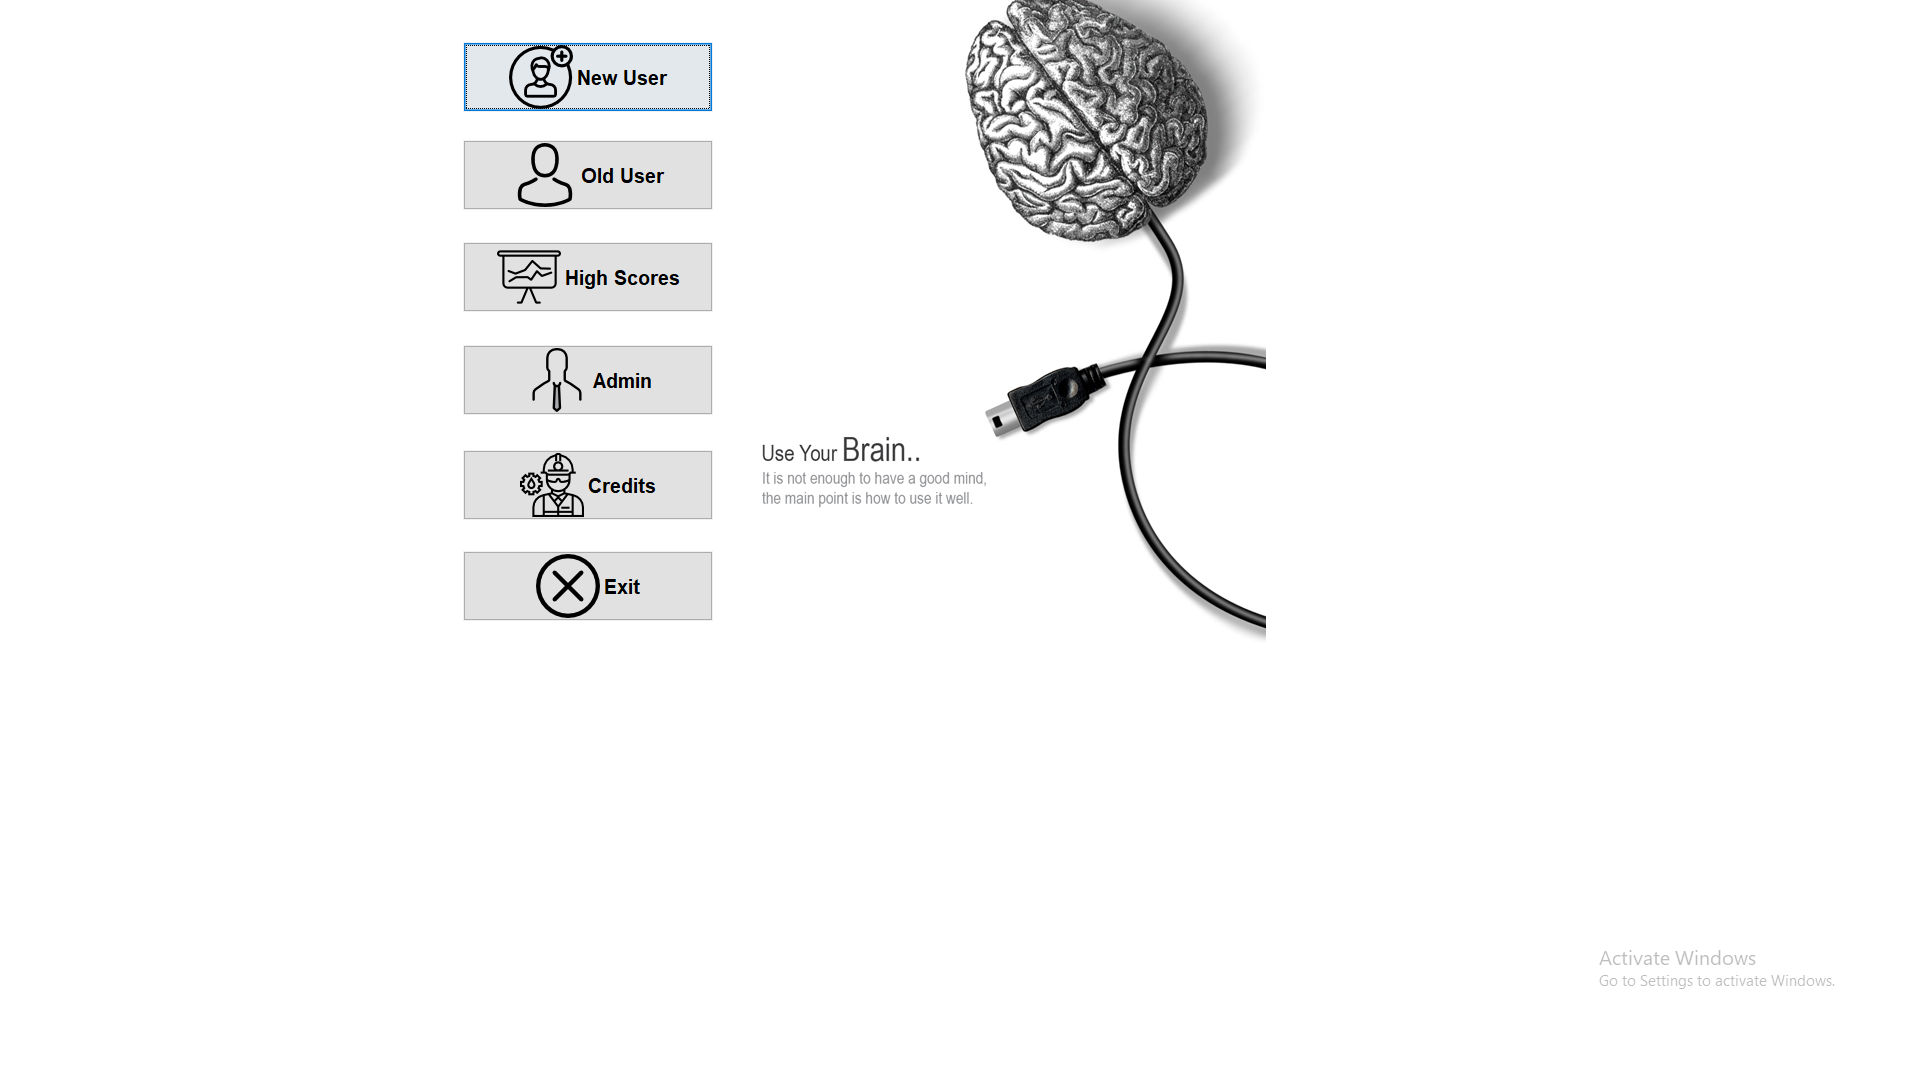 New User
Old User
High Scores
Admin
Credits
Exit
Use Your Brain..
It is not enough to have a good mind,
the main point is how to use it well.
Activate Windows
Go to Settings to activate Windows.